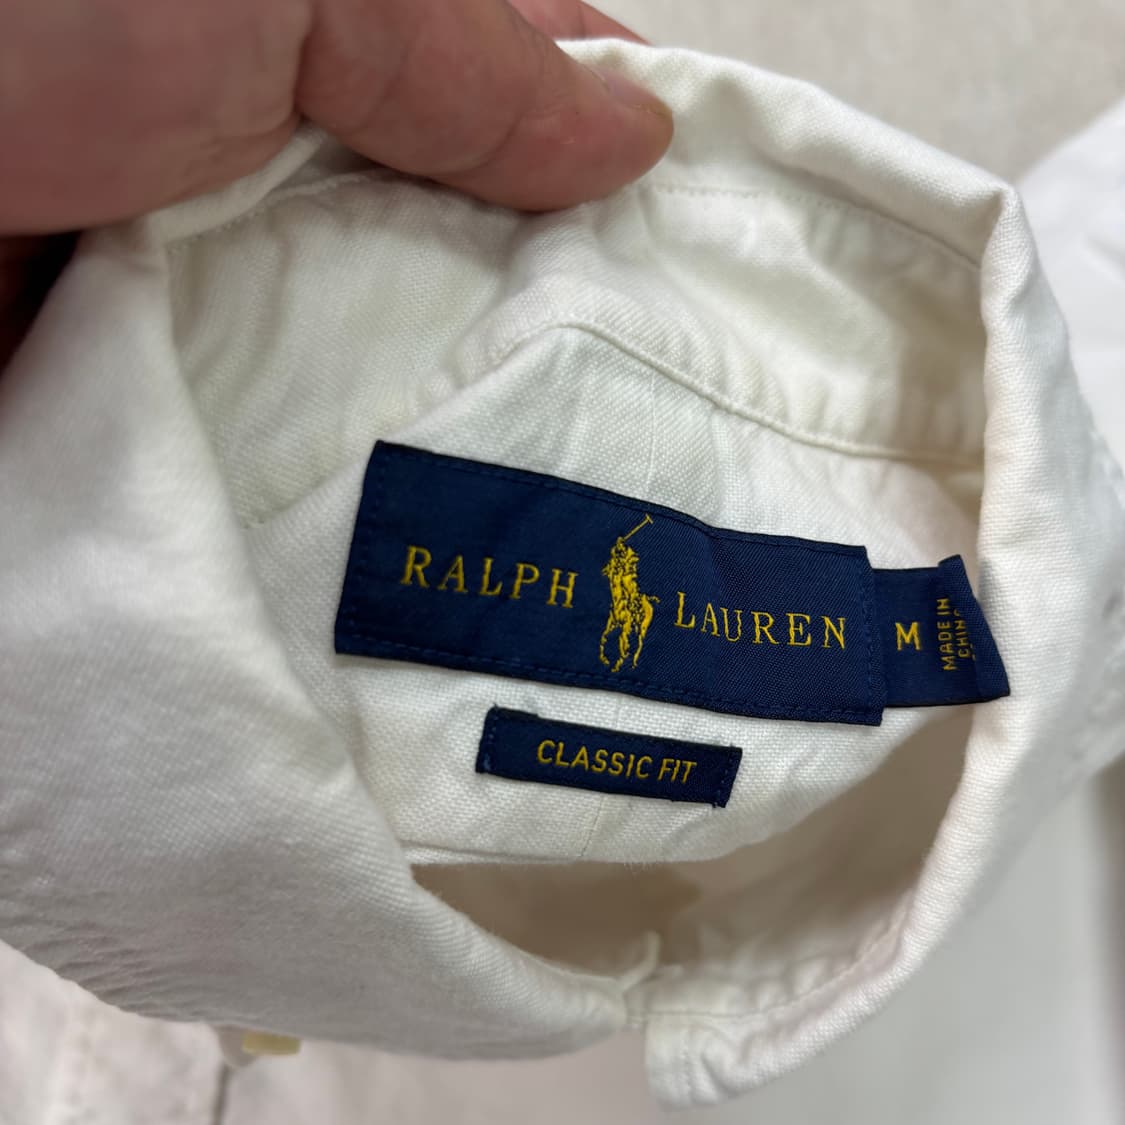 RALPH LAUREN
M
MADE IN
CHINA
CLASSIC FIT